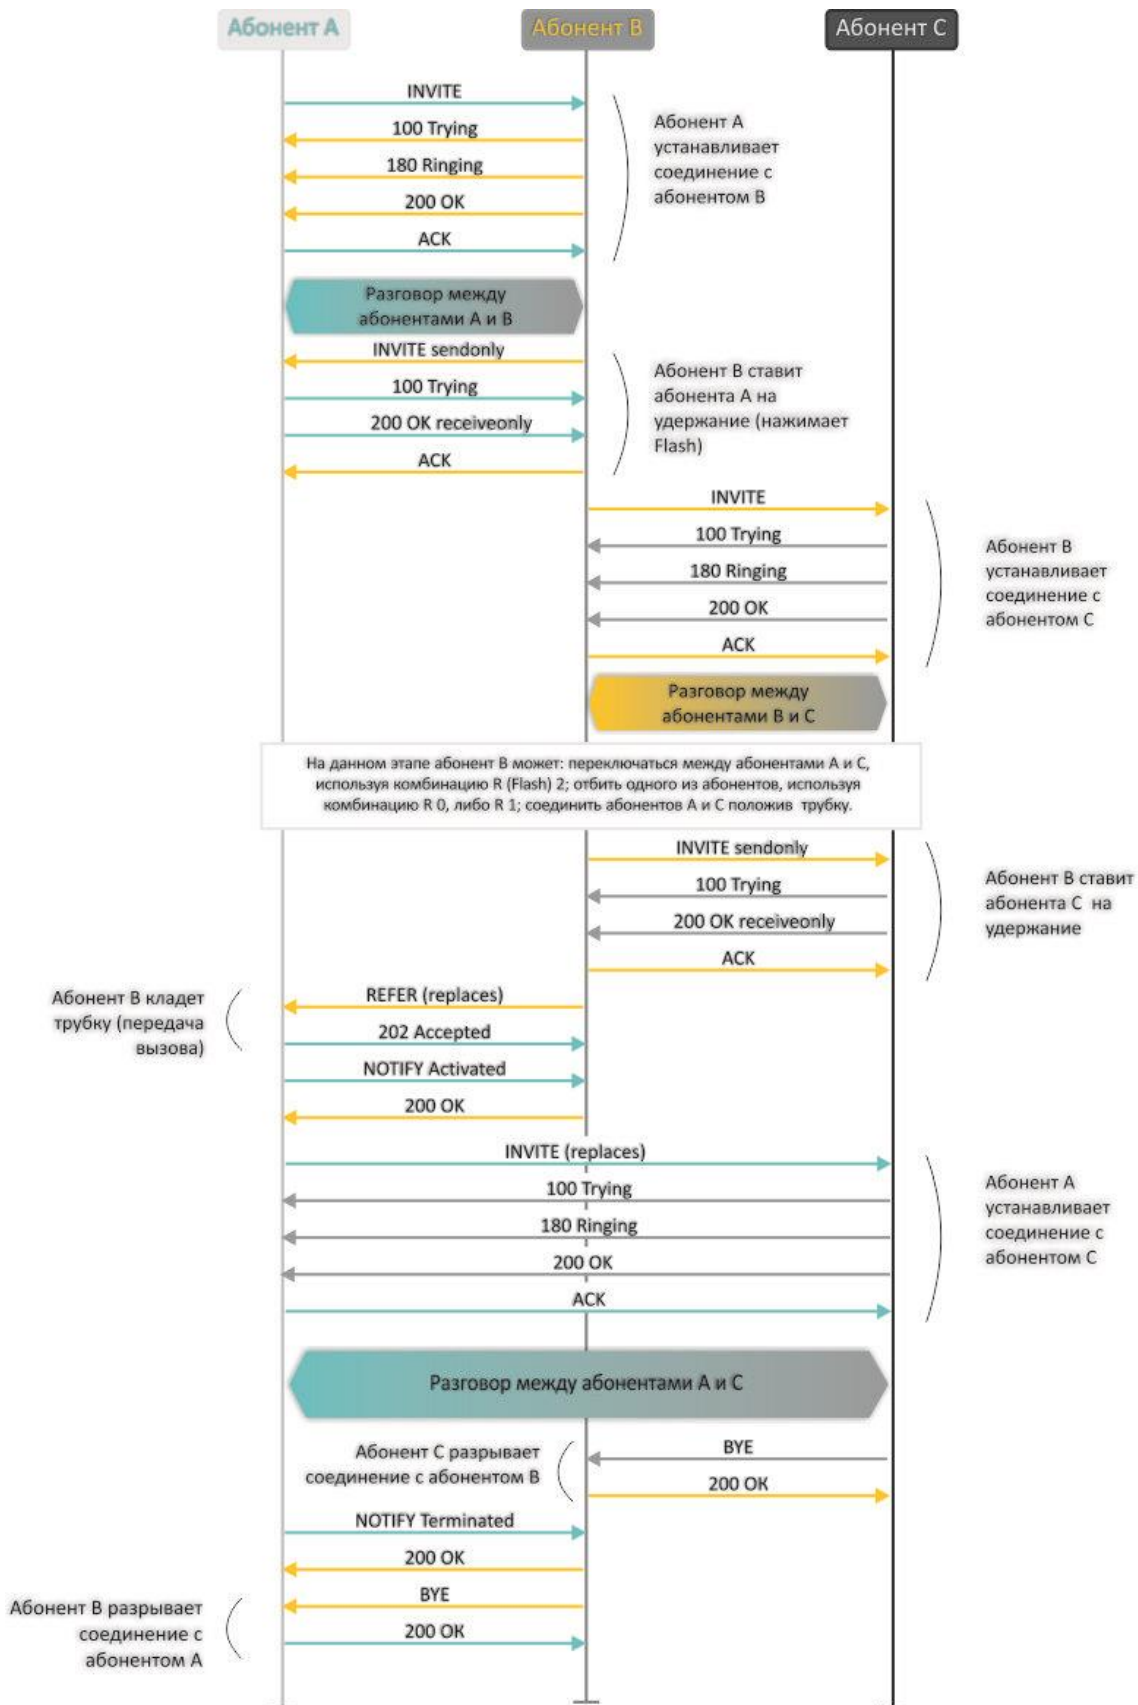 Абонент A
Абонент B
Абонент C
INVITE
100 Trying
180 Ringing
200 OK
ACK
Абонент A
устанавливает
соединение с
абонентом B
Разговор между
абонентами A и B
INVITE sendonly
100 Trying
200 OK receiveonly
ACK
Абонент B ставит
абонента A на
удержание (нажимает
Flash)
INVITE
100 Trying
180 Ringing
200 OK
ACK
Абонент B
устанавливает
соединение с
абонентом C
Разговор между
абонентами B и C
На данном этапе абонент B может: переключаться между абонентами A и C,
используя комбинацию R (Flash) 2; отбить одного из абонентов, используя
комбинацию R 0, либо R 1; соединить абонентов A и C положив трубку.
INVITE sendonly
100 Trying
200 OK receiveonly
ACK
Абонент B ставит
абонента C на
удержание
Абонент B кладет
трубку (передача
вызова)
REFER (replaces)
202 Accepted
NOTIFY Activated
200 OK
INVITE (replaces)
100 Trying
180 Ringing
200 OK
ACK
Абонент A
устанавливает
соединение с
абонентом C
Разговор между абонентами A и C
Абонент C разрывает
соединение с абонентом B
BYE
200 OK
NOTIFY Terminated
200 OK
BYE
200 OK
Абонент B разрывает
соединение с
абонентом A